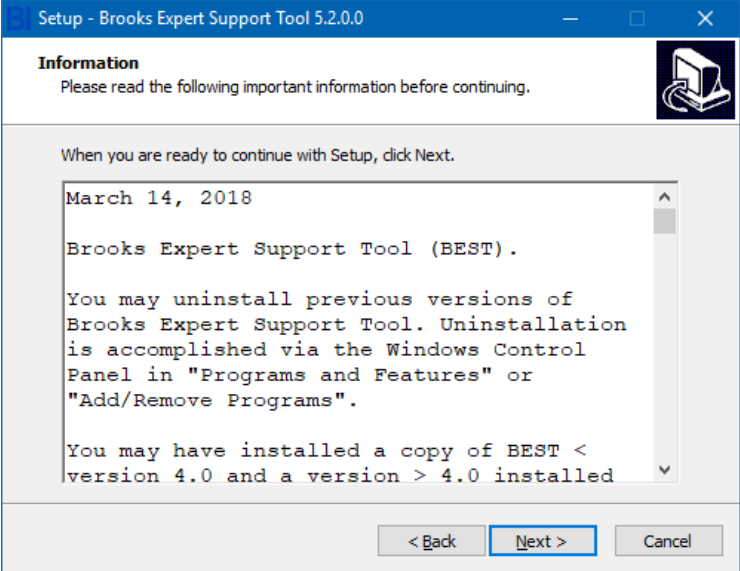 BI Setup - Brooks Expert Support Tool 5.2.0.0
Information
Please read the following important information before continuing.
When you are ready to continue with Setup, click Next.
March 14, 2018
Brooks Expert Support Tool (BEST).
You may uninstall previous versions of
Brooks Expert Support Tool. Uninstallation
is accomplished via the Windows Control
Panel in "Programs and Features" or
"Add/Remove Programs".
You may have installed a copy of BEST <
version 4.0 and a version > 4.0 installed
< Back Next > Cancel